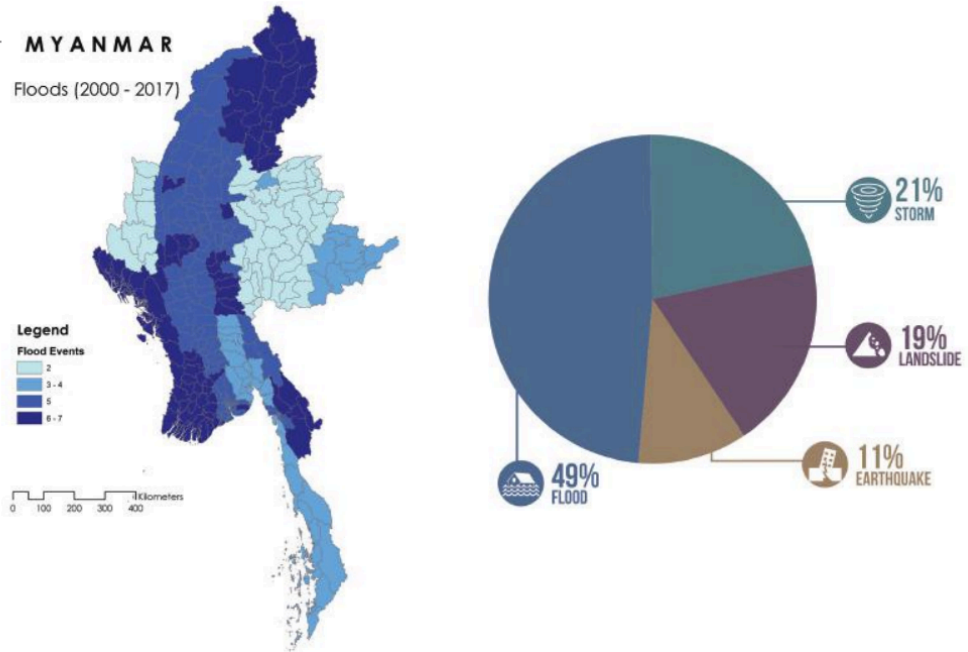 MYANMAR
Floods (2000 - 2017)
Legend
Flood Events
2
3 - 4
5
6 - 7
Kilometers
0 100 200 300 400
21%
STORM
19%
LANDSLIDE
11%
EARTHQUAKE
49%
FLOOD